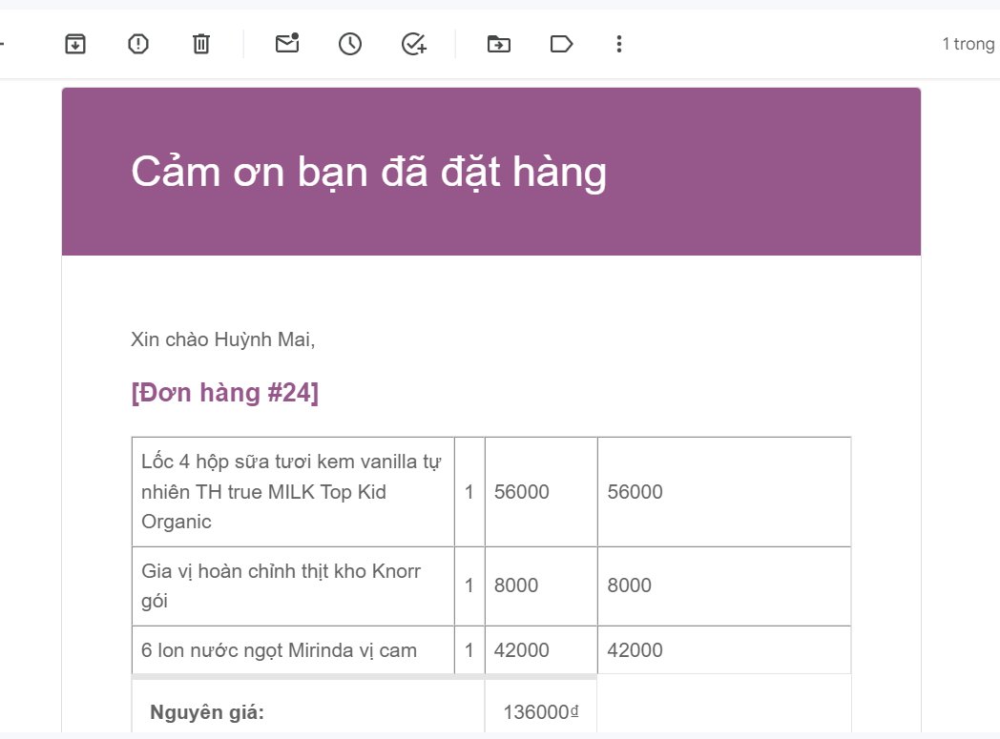 1 trong
Cảm ơn bạn đã đặt hàng
Xin chào Huỳnh Mai,
[Đơn hàng #24]
Lốc 4 hộp sữa tươi kem vanilla tự
nhiên TH true MILK Top Kid
Organic
1
56000
56000
Gia vị hoàn chỉnh thịt kho Knorr
gói
1
8000
8000
6 lon nước ngọt Mirinda vị cam
1
42000
42000
Nguyên giá:
136000₫